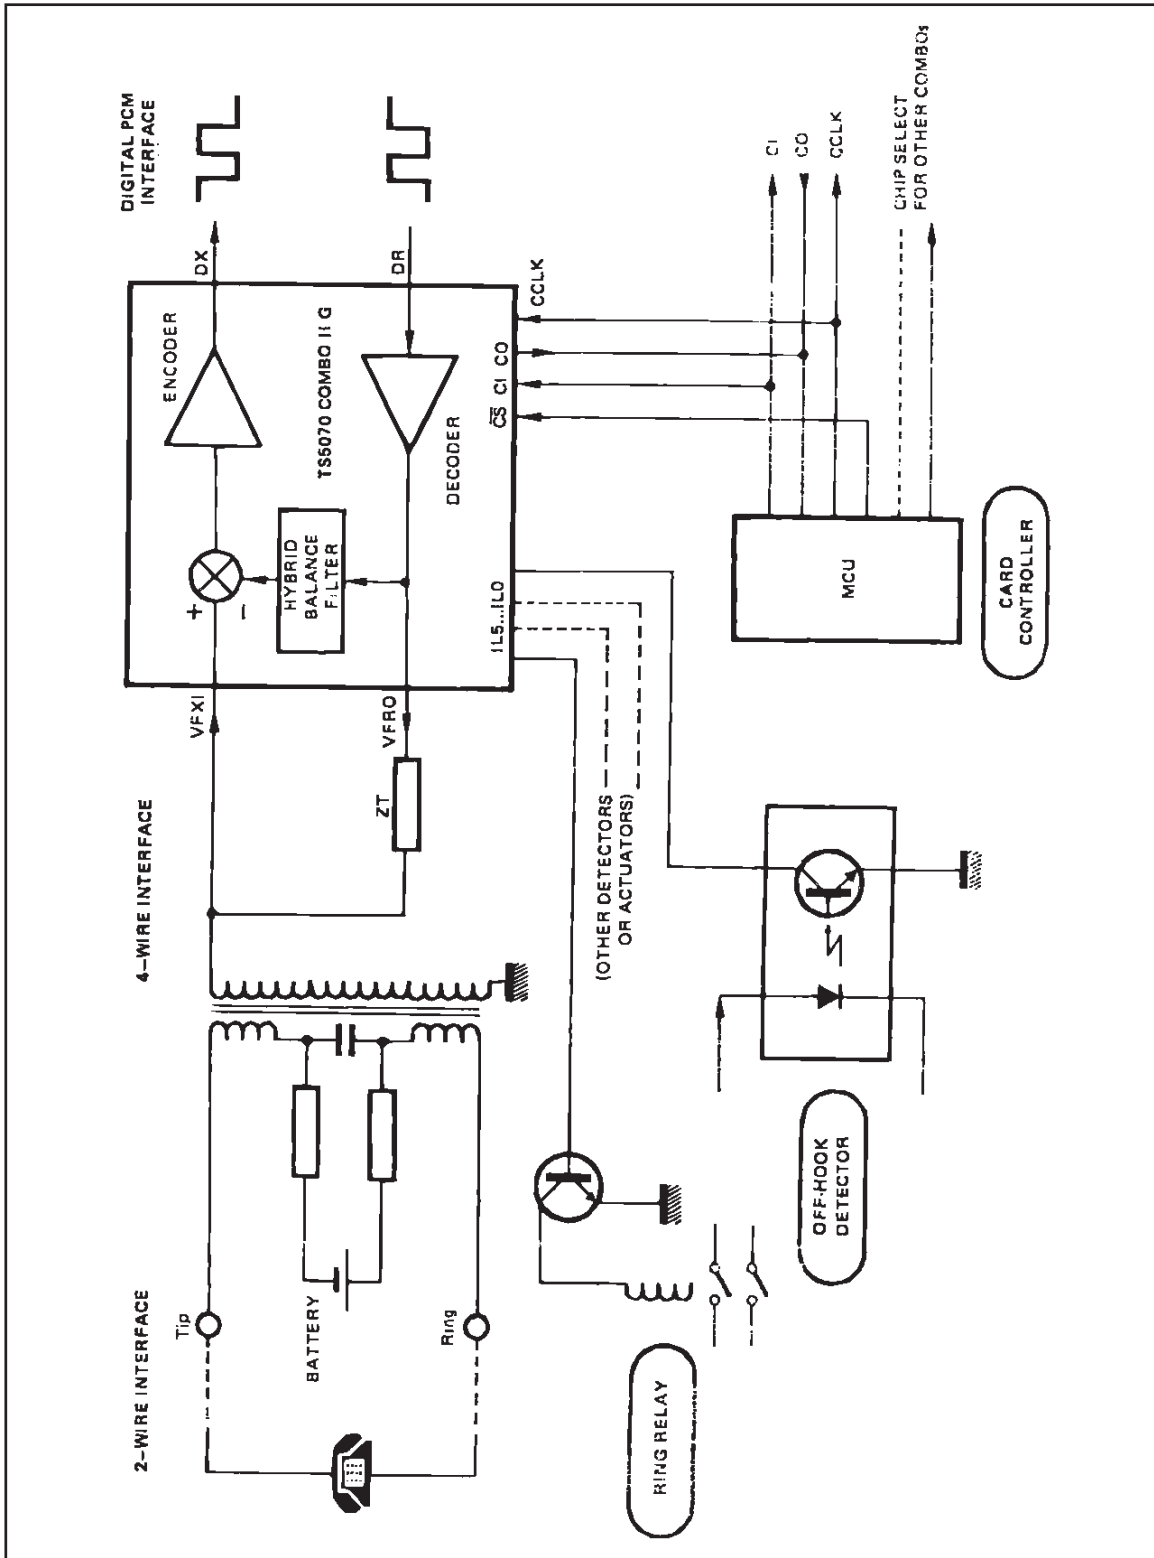 2–WIRE INTERFACE
4–WIRE INTERFACE
DIGITAL PCM
INTERFACE
Tip
BATTERY
Ring
VFXI
+
−
ENCODER
DX
HYBRID
BALANCE
FILTER
TS5070 COMBO II G
ZT
VFRO
DECODER
DR
IL5...IL0
CS
CI
CO
CCLK
(OTHER DETECTORS
OR ACTUATORS)
CI
CO
CCLK
CHIP SELECT
FOR OTHER COMBOs
RING RELAY
OFF-HOOK
DETECTOR
MCU
CARD
CONTROLLER